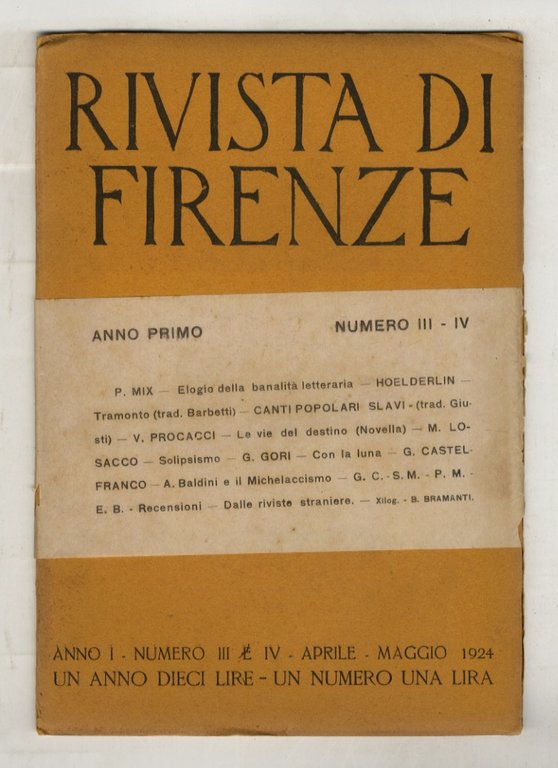 RIVISTA DI
FIRENZE
ANNO PRIMO NUMERO III - IV
P. MIX — Elogio della banalità letteraria — HOELDERLIN —
Tramonto (trad. Barbetti) — CANTI POPOLARI SLAVI - (trad. Giu-
sti) — V. PROCACCI — Le vie del destino (Novella) — M. LO-
SACCO — Solipsismo — G. GORI — Con la luna — G. CASTEL-
FRANCO — A. Baldini e il Michelaccismo — G. C. - S. M. - P. M. -
E. B. - Recensioni — Dalle riviste straniere. — Xilog. - B. BRAMANTI.
ANNO I - NUMERO III E IV - APRILE - MAGGIO 1924
UN ANNO DIECI LIRE - UN NUMERO UNA LIRA